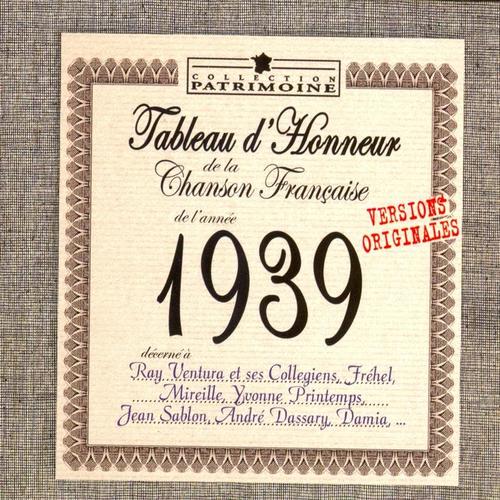 COLLECTION
PATRIMOINE
Tableau d'Honneur
de la
Chanson Française
de l'année
1939
VERSIONS
ORIGINALES
décerné à
Ray Ventura et ses Collegiens, Fréhel,
Mireille, Yvonne Printemps,
Jean Sablon, André Dassary, Damia, ...